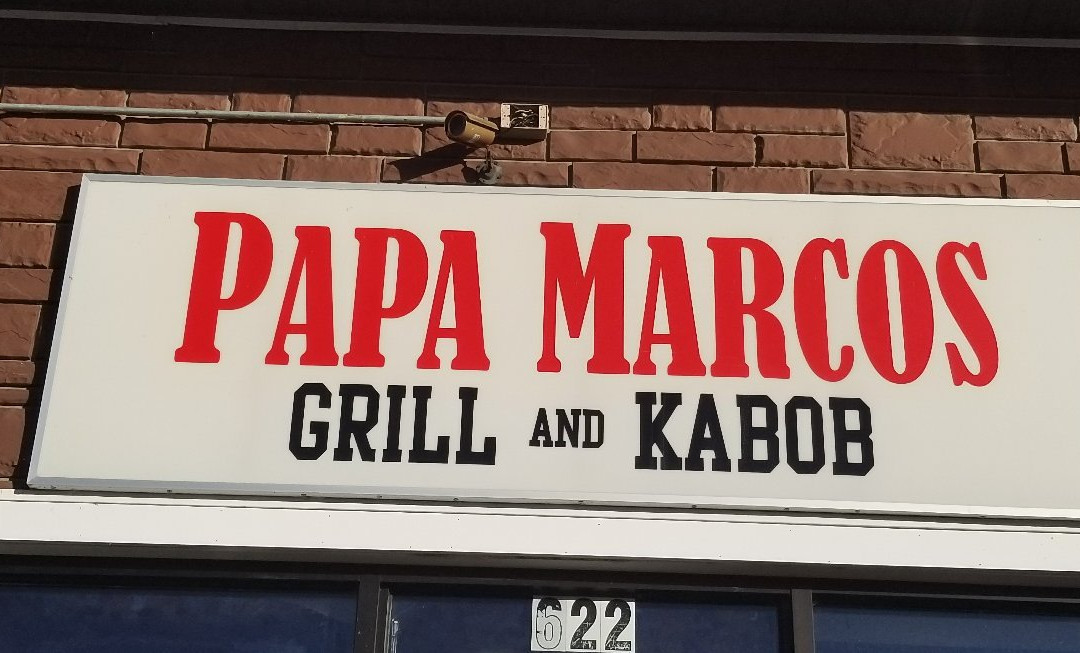 PAPA MARCOS
GRILL AND KABOB
622